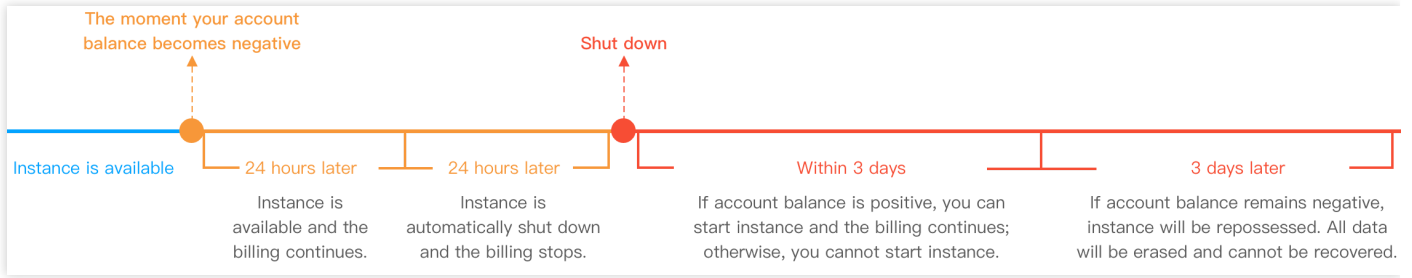 The moment your account
balance becomes negative
Shut down
Instance is available
24 hours later
24 hours later
Within 3 days
3 days later
Instance is
available and the
billing continues.
Instance is
automatically shut down
and the billing stops.
If account balance is positive, you can
start instance and the billing continues;
otherwise, you cannot start instance.
If account balance remains negative,
instance will be repossessed. All data
will be erased and cannot be recovered.